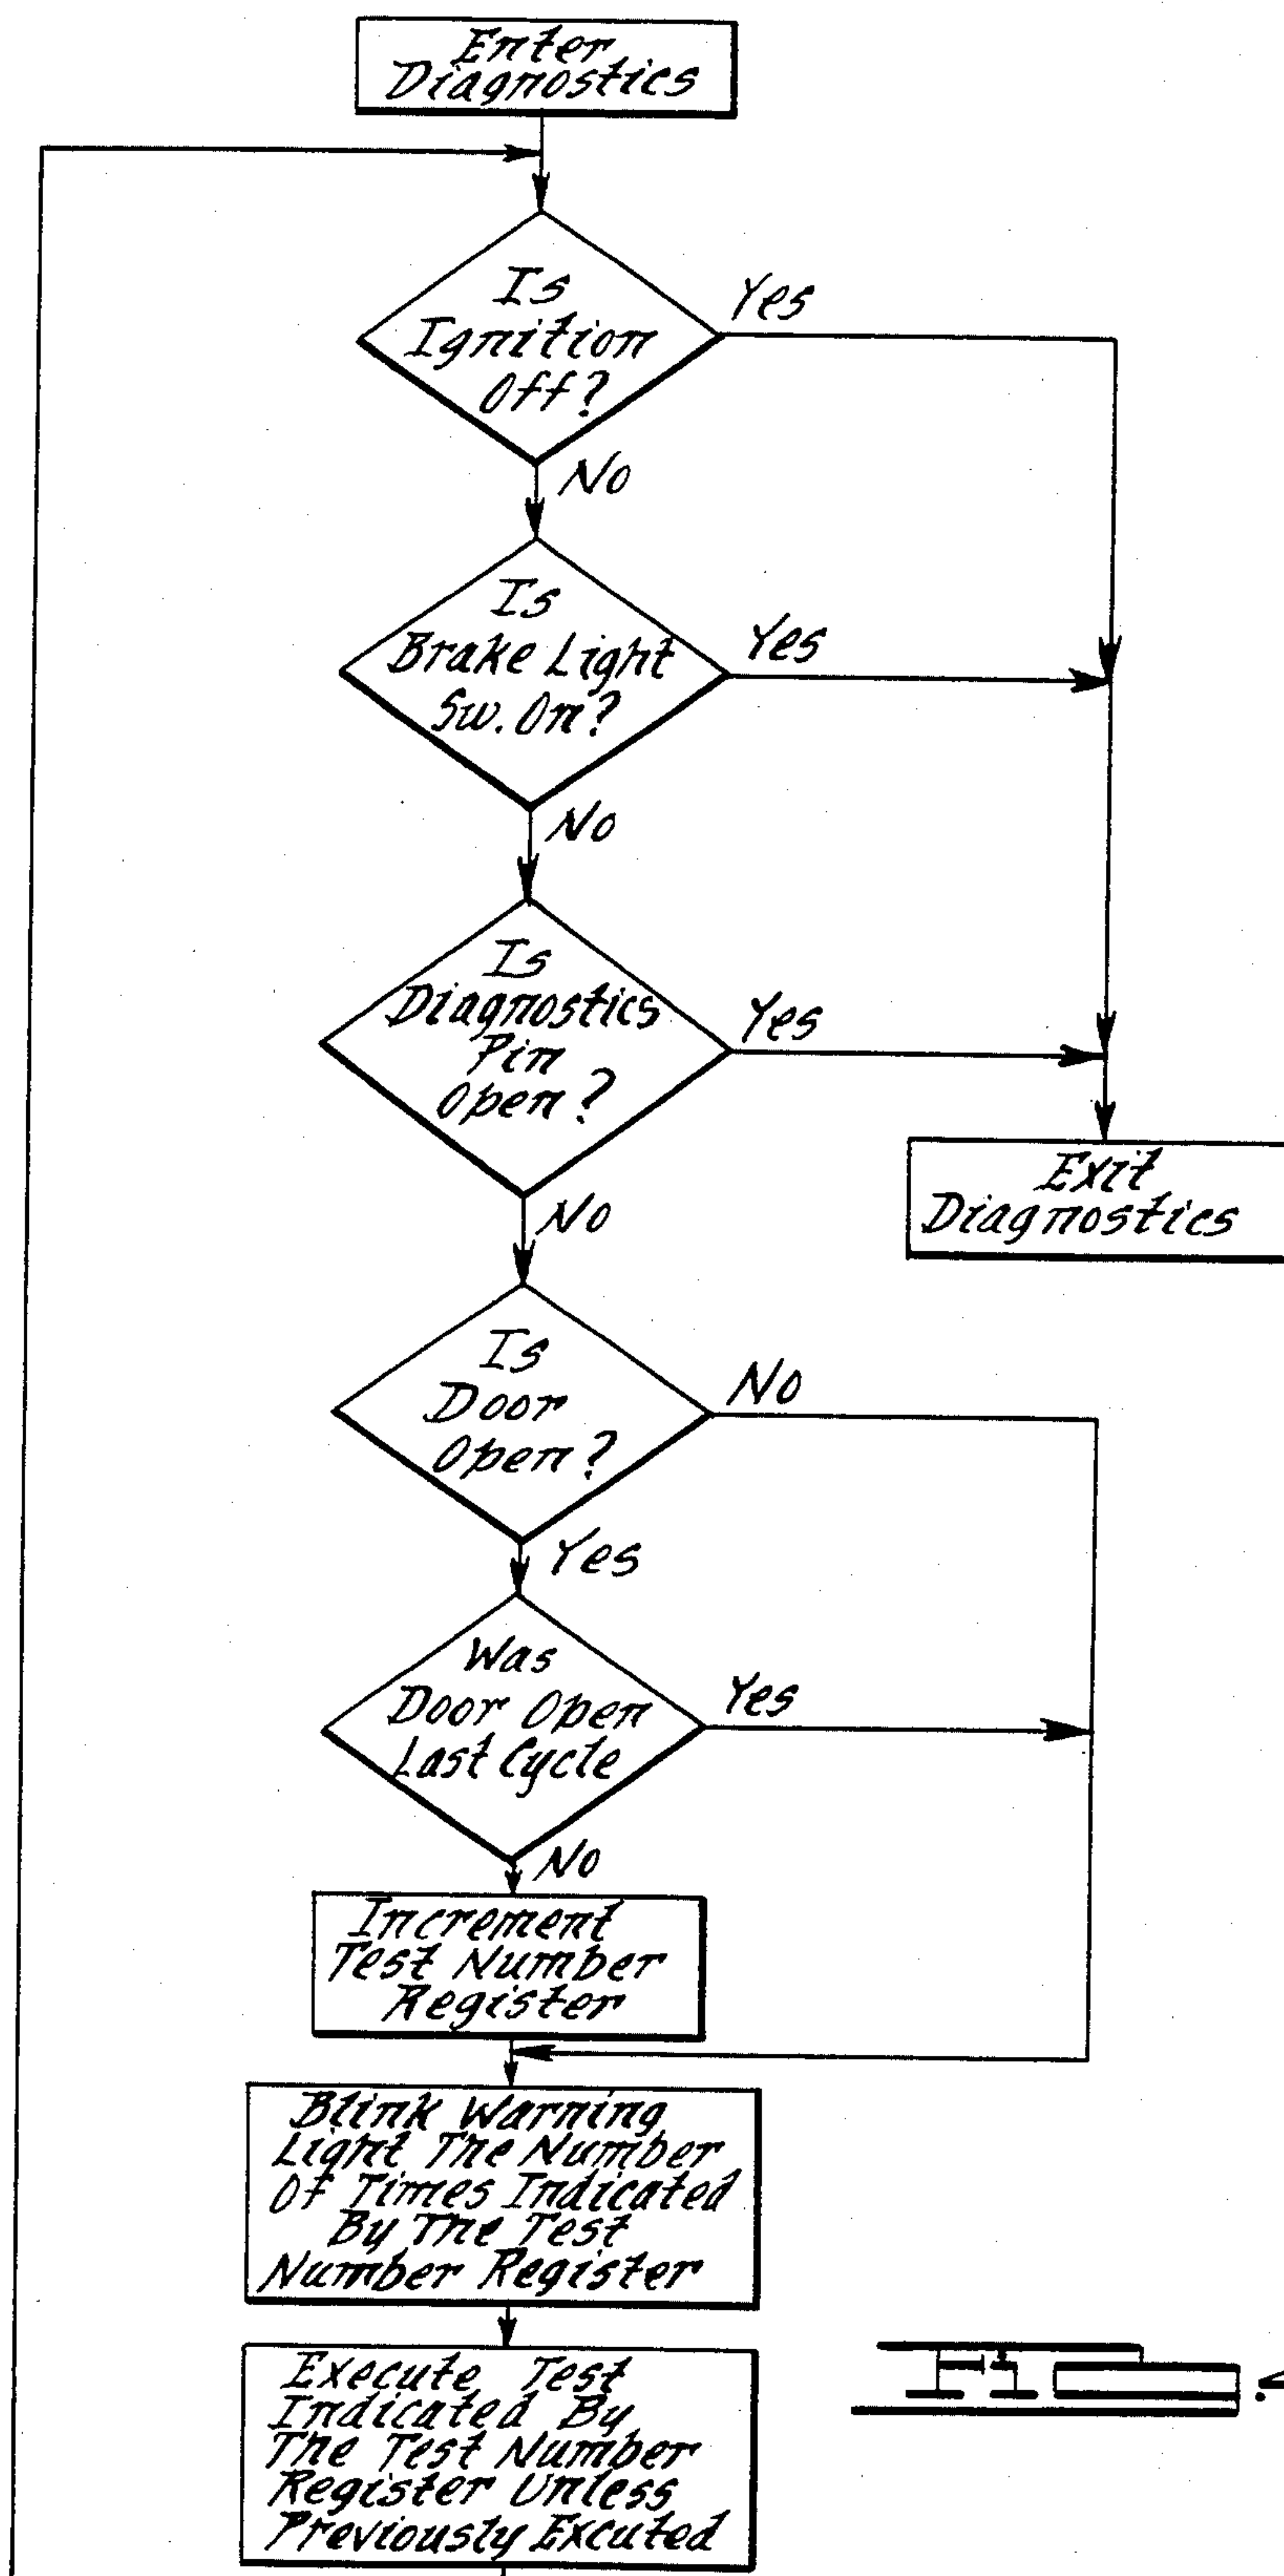 Enter
Diagnostics
Is
Ignition
Off?
Yes
No
Is
Brake Light
Sw. On?
Yes
No
Is
Diagnostics
Pin
Open?
Yes
No
Exit
Diagnostics
Is
Door
Open?
No
Yes
Was
Door Open
Last Cycle
Yes
No
Increment
Test Number
Register
Blink Warning
Light The Number
Of Times Indicated
By The Test
Number Register
Execute Test
Indicated By
The Test Number
Register Unless
Previously Excuted